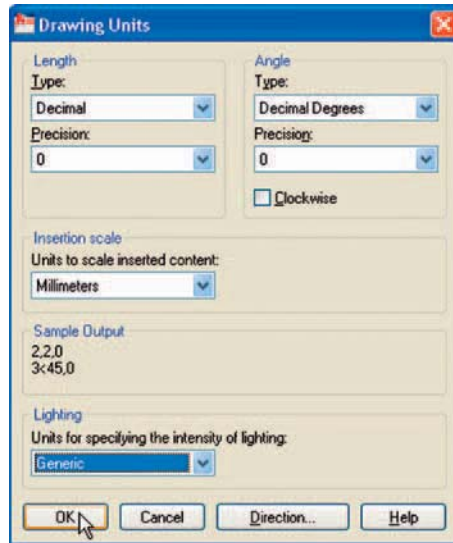 Drawing Units
Length
Type:
Decimal
Precision:
0
Angle
Type:
Decimal Degrees
Precision:
0
Clockwise
Insertion scale
Units to scale inserted content:
Millimeters
Sample Output
2,2,0
3<45,0
Lighting
Units for specifying the intensity of lighting:
Generic
OK Cancel Direction... Help